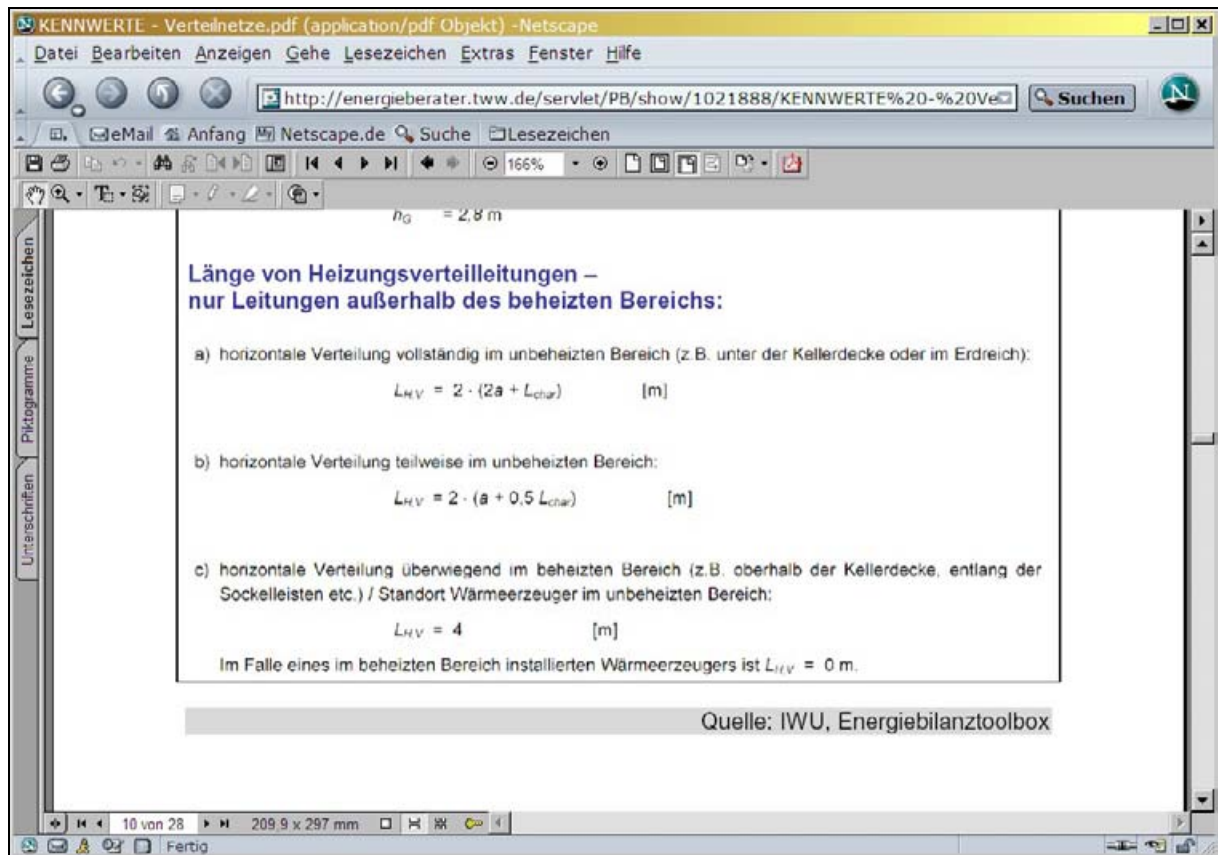 KENNWERTE - Verteilnetze.pdf (application/pdf Objekt) -Netscape
Datei Bearbeiten Anzeigen Gehe Lesezeichen Extras Fenster Hilfe
http://energieberater.tww.de/servlet/PB/show/1021888/KENNWERTE%20-%20Ve Suchen
eMail Anfang Netscape.de Suche Lesezeichen
166%
h_G = 2,8 m
Länge von Heizungsverteilleitungen –
nur Leitungen außerhalb des beheizten Bereichs:
a) horizontale Verteilung vollständig im unbeheizten Bereich (z.B. unter der Kellerdecke oder im Erdreich):
L_HV = 2 · (2a + L_char) [m]
b) horizontale Verteilung teilweise im unbeheizten Bereich:
L_HV = 2 · (a + 0,5 L_char) [m]
c) horizontale Verteilung überwiegend im beheizten Bereich (z.B. oberhalb der Kellerdecke, entlang der
Sockelleisten etc.) / Standort Wärmeerzeuger im unbeheizten Bereich:
L_HV = 4 [m]
Im Falle eines im beheizten Bereich installierten Wärmeerzeugers ist L_HV = 0 m.
Quelle: IWU, Energiebilanztoolbox
Lesezeichen
Piktogramme
Unterschriften
10 von 28 209,9 x 297 mm
Fertig